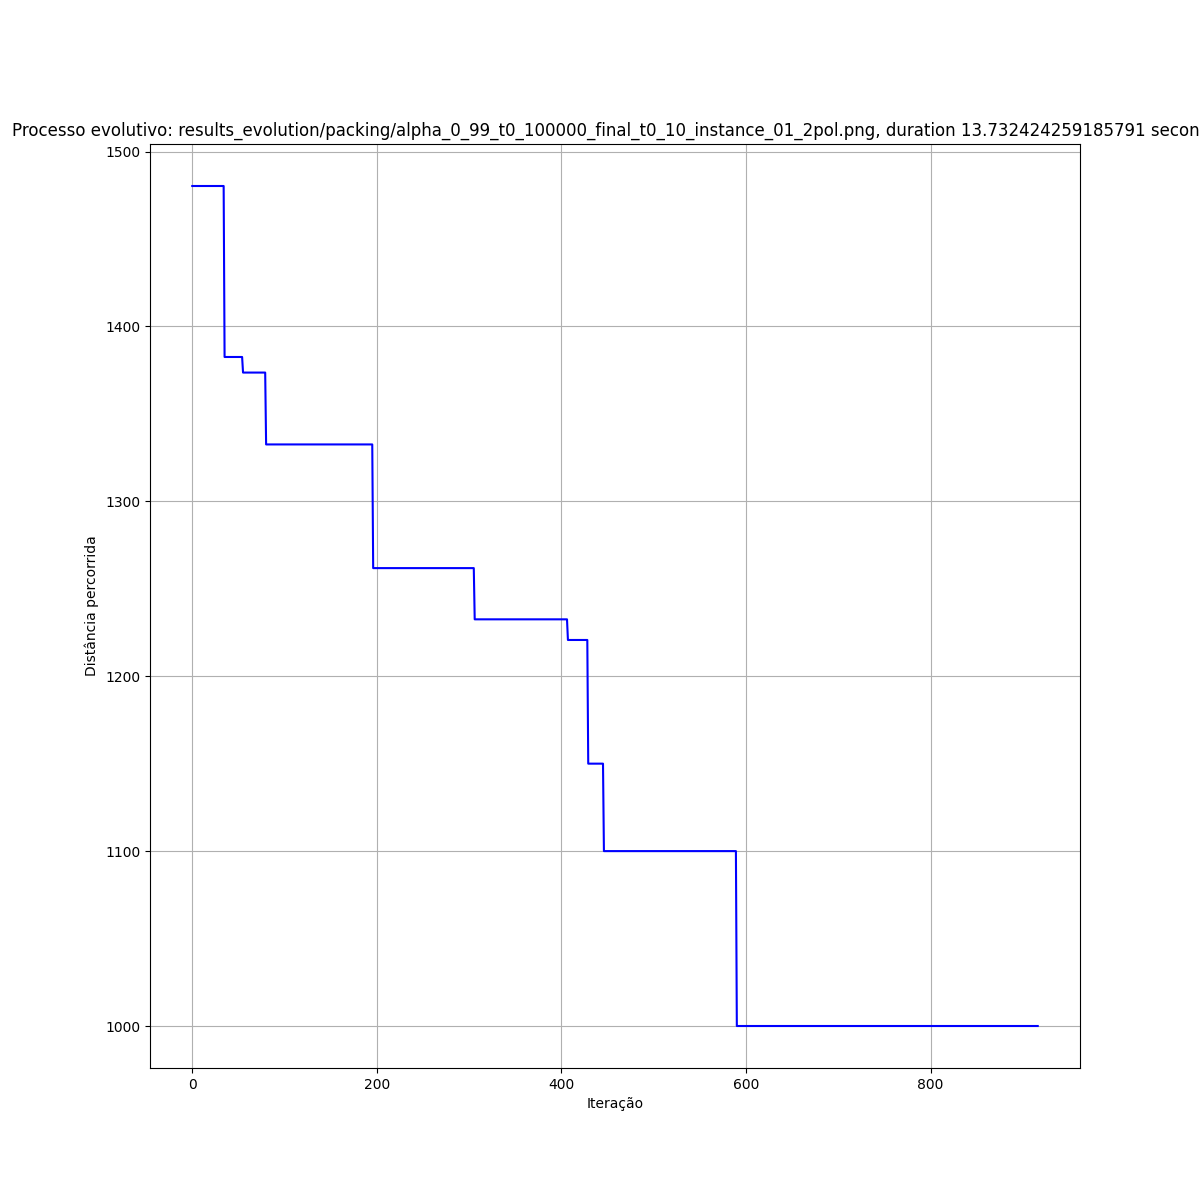 Processo evolutivo: results_evolution/packing/alpha_0_99_t0_100000_final_t0_10_instance_01_2pol.png, duration 13.732424259185791 secon
1500
1400
1300
1200
1100
1000
Distância percorrida
0 200 400 600 800
Iteração